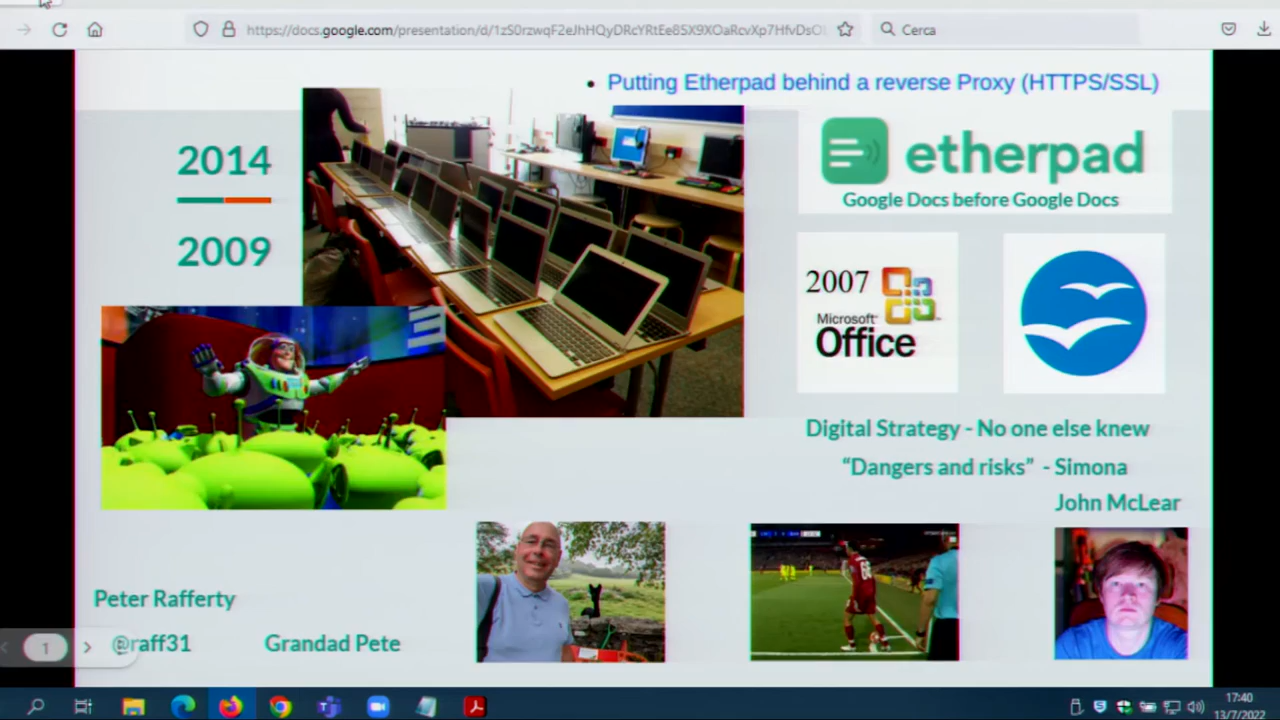 https://docs.google.com/presentation/d/1zS0rzwqF2eJhHQyDRcYRtEe85X9XOaRcvXp7HfvDsO
Cerca
• Putting Etherpad behind a reverse Proxy (HTTPS/SSL)
2014
2009
etherpad
Google Docs before Google Docs
2007
Microsoft
Office
Digital Strategy - No one else knew
“Dangers and risks” - Simona
John McLear
Peter Rafferty
@raff31
Grandad Pete
1
17:40
13/7/2022